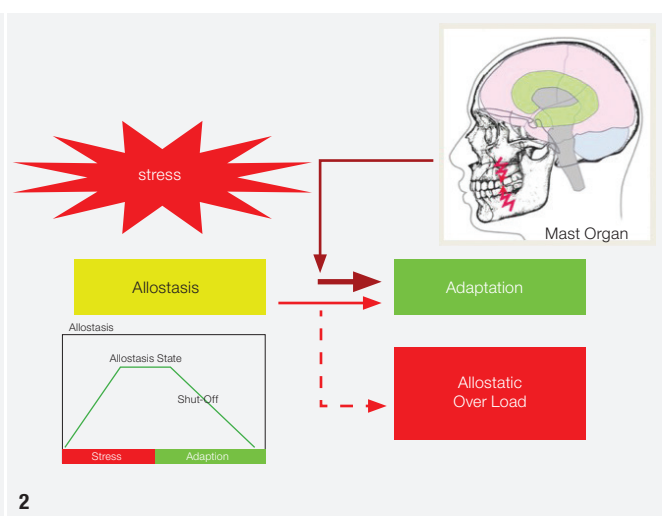 stress
Mast Organ
Allostasis
Adaptation
Allostasis
Allostasis State
Shut-Off
Stress
Adaption
Allostatic
Over Load
2